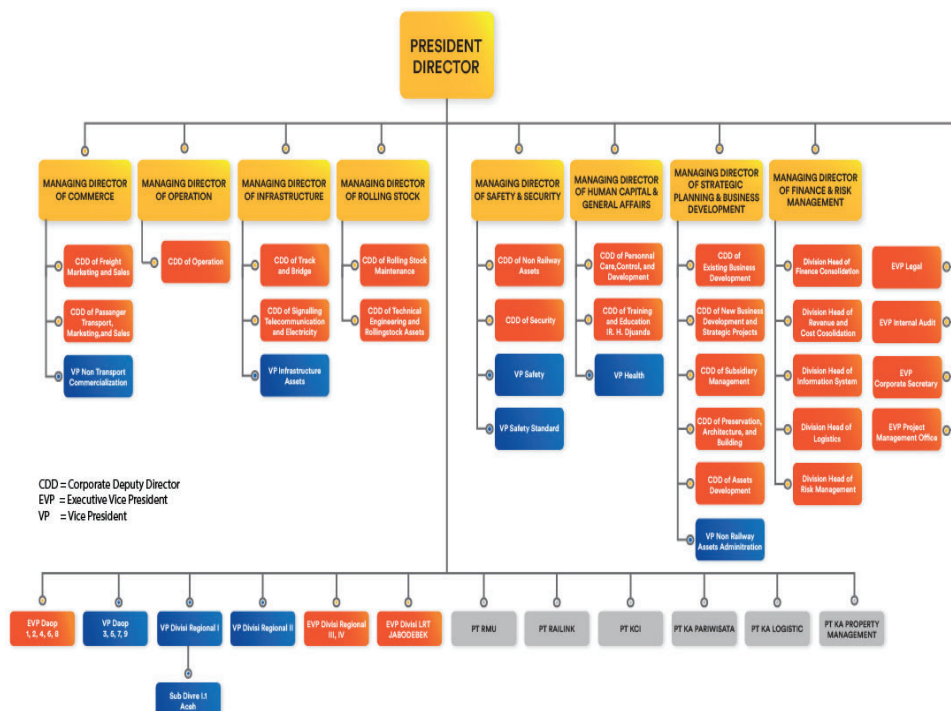 PRESIDENT
DIRECTOR
MANAGING DIRECTOR
OF COMMERCE
MANAGING DIRECTOR
OF OPERATION
MANAGING DIRECTOR
OF INFRASTRUCTURE
MANAGING DIRECTOR
OF ROLLING STOCK
MANAGING DIRECTOR
OF SAFETY & SECURITY
MANAGING DIRECTOR
OF HUMAN CAPITAL &
GENERAL AFFAIRS
MANAGING DIRECTOR
OF STRATEGIC
PLANNING & BUSINESS
DEVELOPMENT
MANAGING DIRECTOR
OF FINANCE & RISK
MANAGEMENT
CDD of Freight
Marketing and Sales
CDD of Passanger
Transport,
Marketing,and Sales
VP Non Transport
Commercialization
CDD of Operation
CDD of Track
and Bridge
CDD of Signalling
Telecommunication
and Electricity
VP Infrastructure
Assets
CDD of Rolling Stock
Maintenance
CDD of Technical
Engineering and
Rollingstock Assets
CDD of Non Railway
Assets
CDD of Security
VP Safety
VP Safety Standard
CDD of Personnal
Care,Control, and
Development
CDD of Training
and Education
IR. H. Djuanda
VP Health
CDD of
Existing Business
Development
CDD of New Business
Development and
Strategic Projects
CDD of Subsidiary
Management
CDD of Preservation,
Architecture, and
Building
CDD of Assets
Development
VP Non Railway
Assets Adminitration
Division Head of
Finance Consolidation
Division Head of
Revenue and
Cost Cosolidation
Division Head of
Information System
Division Head of
Logistics
Division Head of
Risk Management
EVP Legal
EVP Internal Audit
EVP
Corporate Secretary
EVP Project
Management Office
CDD = Corporate Deputy Director
EVP = Executive Vice President
VP = Vice President
EVP Daop
1, 2, 4, 6, 8
VP Daop
3, 5, 7, 9
VP Divisi Regional I
VP Divisi Regional II
EVP Divisi Regional
III, IV
EVP Divisi LRT
JABODEBEK
PT RMU
PT RAILINK
PT KCI
PT KA PARIWISATA
PT KA LOGISTIC
PT KA PROPERTY
MANAGEMENT
Sub Divre I.1
Aceh